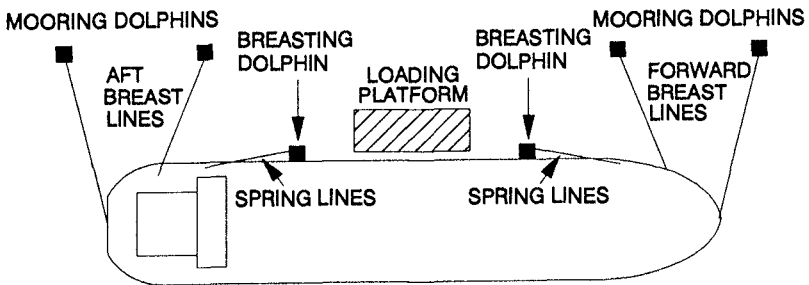 MOORING DOLPHINS
MOORING DOLPHINS
BREASTING
DOLPHIN
BREASTING
DOLPHIN
LOADING
PLATFORM
AFT
BREAST
LINES
FORWARD
BREAST
LINES
SPRING LINES
SPRING LINES